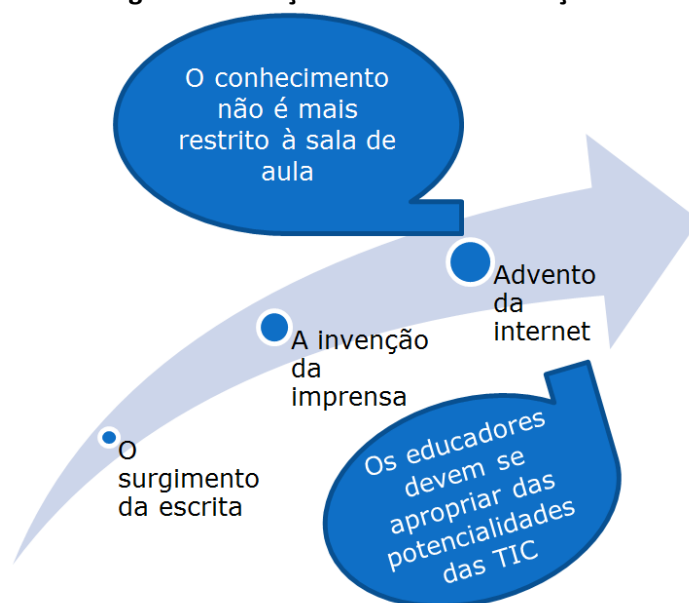 O conhecimento
não é mais
restrito à sala de
aula
Advento
da
internet
A invenção
da
imprensa
O
surgimento
da escrita
Os educadores
devem se
apropriar das
potencialidades
das TIC